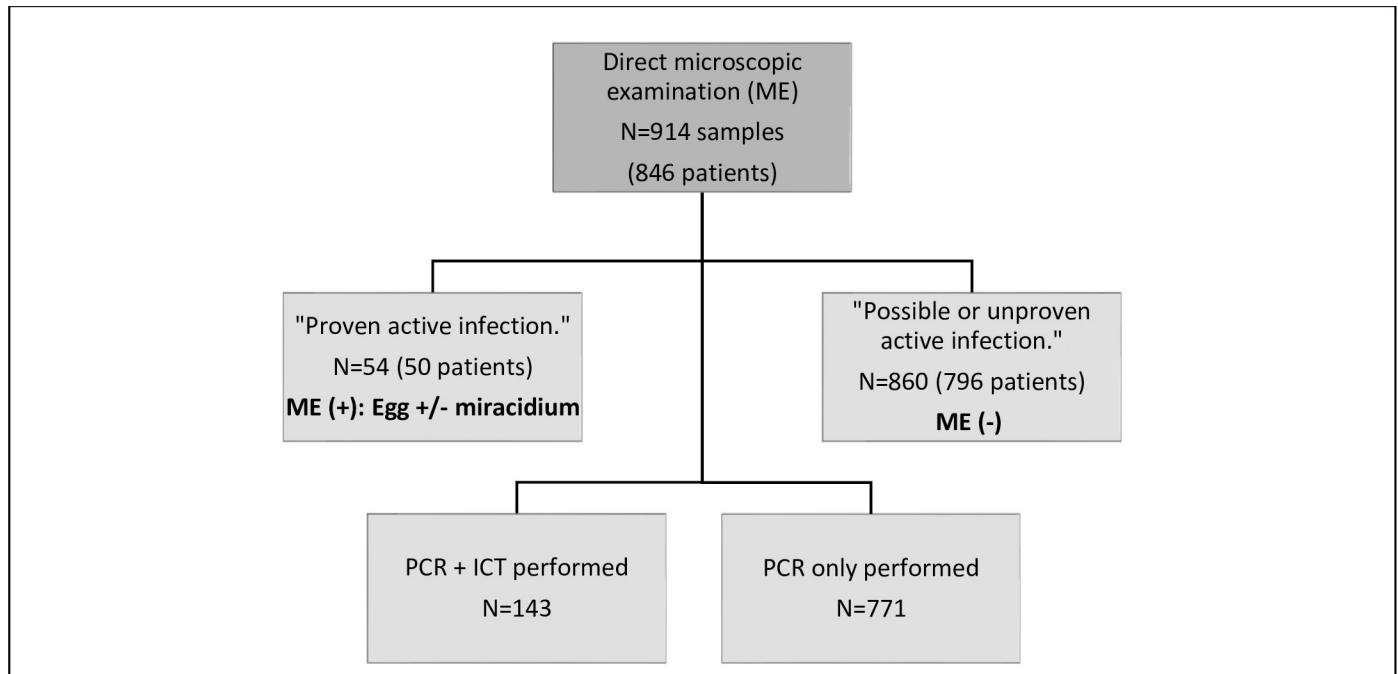 Direct microscopic
examination (ME)
N=914 samples
(846 patients)
"Proven active infection."
N=54 (50 patients)
ME (+): Egg +/- miracidium
"Possible or unproven
active infection."
N=860 (796 patients)
ME (-)
PCR + ICT performed
N=143
PCR only performed
N=771